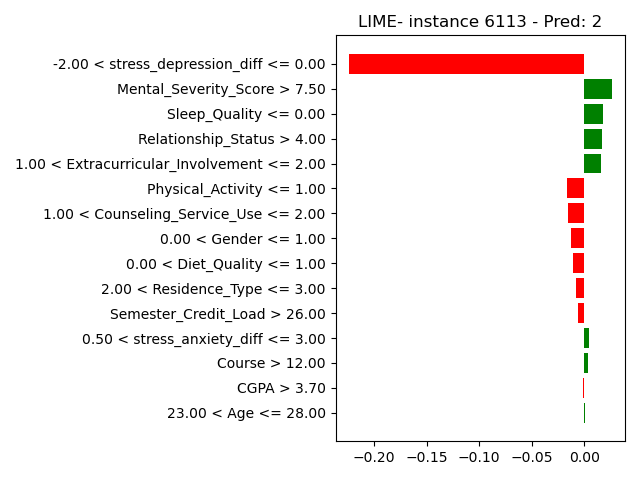 LIME- instance 6113 - Pred: 2
-2.00 < stress_depression_diff <= 0.00
Mental_Severity_Score > 7.50
Sleep_Quality <= 0.00
Relationship_Status > 4.00
1.00 < Extracurricular_Involvement <= 2.00
Physical_Activity <= 1.00
1.00 < Counseling_Service_Use <= 2.00
0.00 < Gender <= 1.00
0.00 < Diet_Quality <= 1.00
2.00 < Residence_Type <= 3.00
Semester_Credit_Load > 26.00
0.50 < stress_anxiety_diff <= 3.00
Course > 12.00
CGPA > 3.70
23.00 < Age <= 28.00
−0.20 −0.15 −0.10 −0.05 0.00